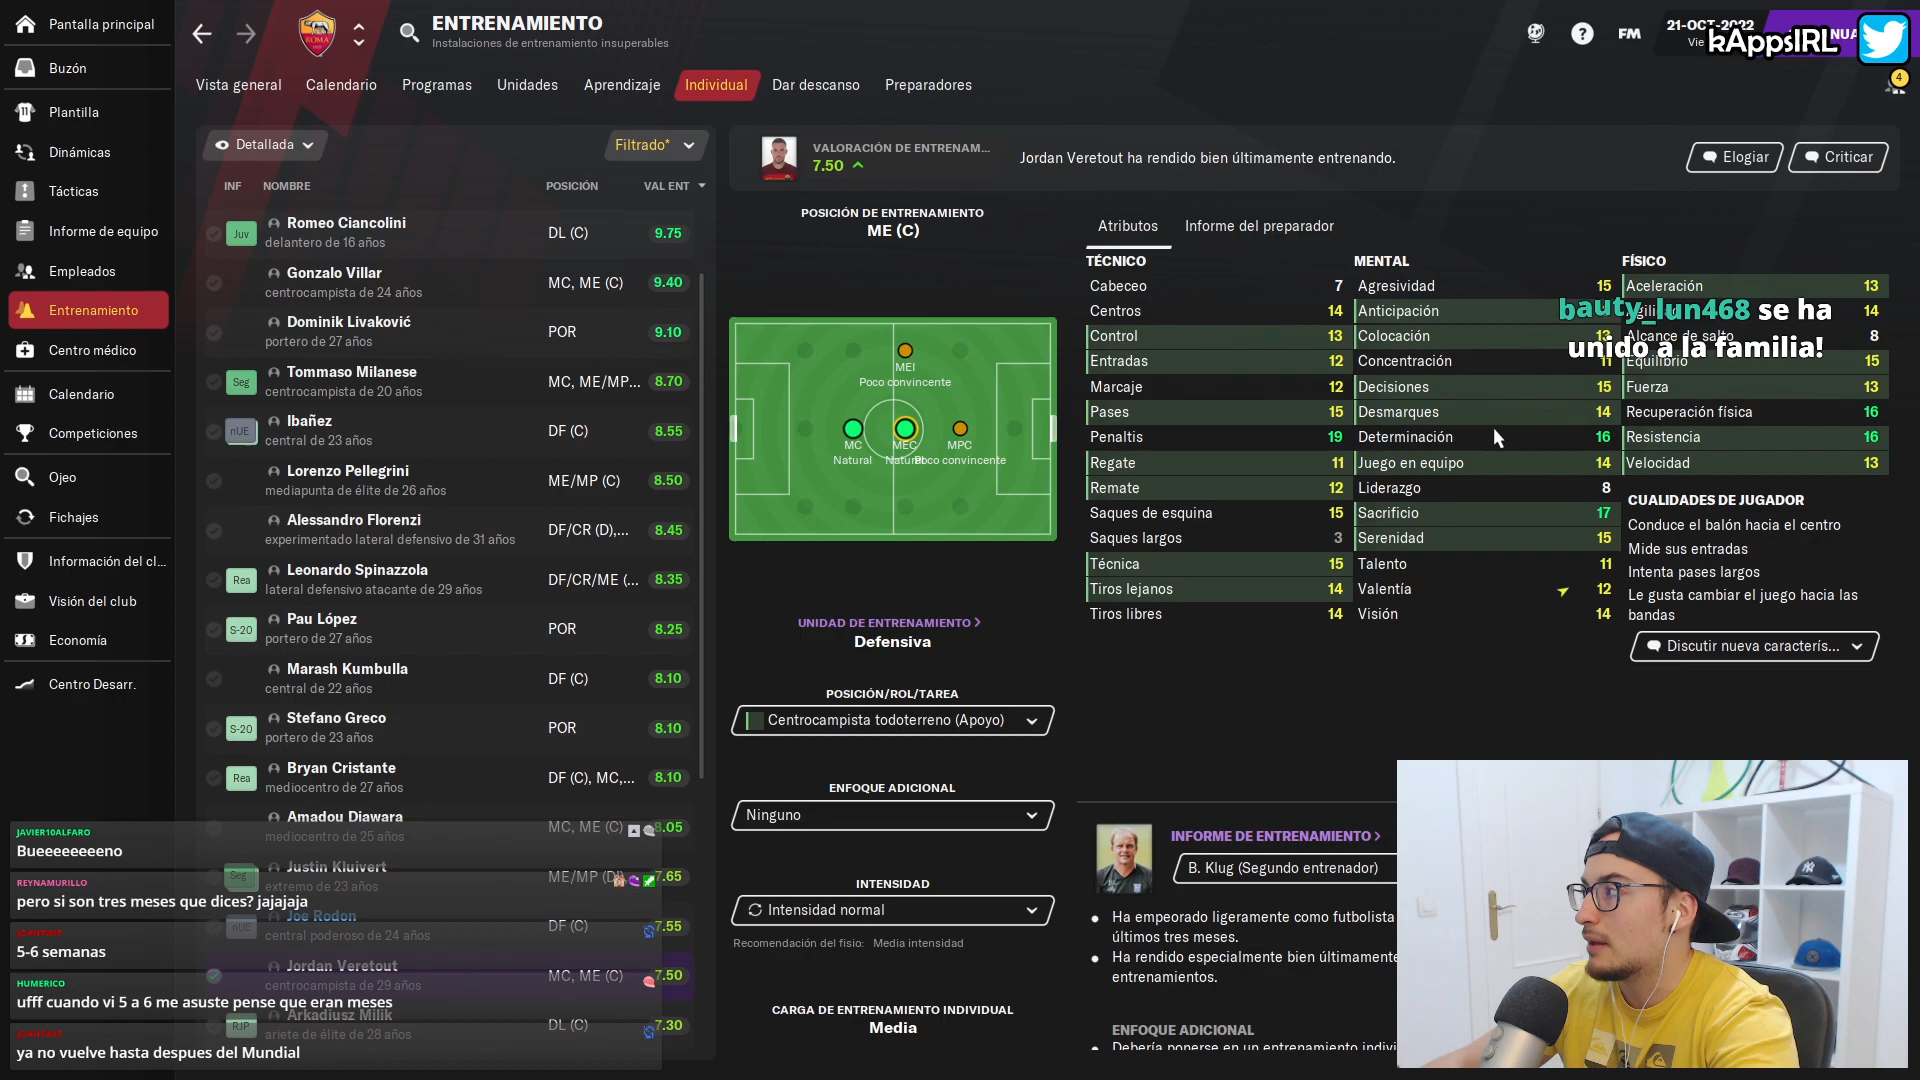 Pantalla principal
Buzón
Plantilla
Dinámicas
Tácticas
Informe de equipo
Empleados
Entrenamiento
Centro médico
Calendario
Competiciones
Ojeo
Fichajes
Información del cl...
Visión del club
Economía
Centro Desarr.
ROMA
ENTRENAMIENTO
Instalaciones de entrenamiento insuperables
FM
21-OCT-2022
Vie
kAppsIRL
4
Vista general
Calendario
Programas
Unidades
Aprendizaje
Individual
Dar descanso
Preparadores
Detallada
Filtrado*
INF NOMBRE POSICIÓN VAL ENT
Juv Romeo Ciancolini DL (C) 9.75
delantero de 16 años
Gonzalo Villar MC, ME (C) 9.40
centrocampista de 24 años
Dominik Livaković POR 9.10
portero de 27 años
Seg Tommaso Milanese MC, ME/MP... 8.70
centrocampista de 20 años
nUE Ibañez DF (C) 8.55
central de 23 años
Lorenzo Pellegrini ME/MP (C) 8.50
mediapunta de élite de 26 años
Alessandro Florenzi DF/CR (D),... 8.45
experimentado lateral defensivo de 31 años
Rea Leonardo Spinazzola DF/CR/ME (... 8.35
lateral defensivo atacante de 29 años
S-20 Pau López POR 8.25
portero de 27 años
Marash Kumbulla DF (C) 8.10
central de 22 años
S-20 Stefano Greco POR 8.10
portero de 23 años
Rea Bryan Cristante DF (C), MC,... 8.10
mediocentro de 27 años
Amadou Diawara MC, ME (C) 8.05
mediocentro de 25 años
Seg Justin Kluivert ME/MP (D) 7.65
extremo de 23 años
nUE Joe Rodon DF (C) 7.55
central poderoso de 24 años
Jordan Veretout MC, ME (C) 7.50
centrocampista de 29 años
RJP Arkadiusz Milik DL (C) 7.30
ariete de élite de 28 años
JAVIER10ALFARO
Bueeeeeeeeno
REYNAMURILLO
pero si son tres meses que dices? jajajaja
5-6 semanas
HUMERICO
ufff cuando vi 5 a 6 me asuste pense que eran meses
ya no vuelve hasta despues del Mundial
VALORACIÓN DE ENTRENAM...
7.50
Jordan Veretout ha rendido bien últimamente entrenando.
Elogiar
Criticar
POSICIÓN DE ENTRENAMIENTO
ME (C)
MEI
Poco convincente
MC
Natural
MEC
Natural
MPC
Poco convincente
UNIDAD DE ENTRENAMIENTO
Defensiva
POSICIÓN/ROL/TAREA
Centrocampista todoterreno (Apoyo)
ENFOQUE ADICIONAL
Ninguno
INTENSIDAD
Intensidad normal
Recomendación del fisio: Media intensidad
CARGA DE ENTRENAMIENTO INDIVIDUAL
Media
Atributos
Informe del preparador
TÉCNICO
Cabeceo 7
Centros 14
Control 13
Entradas 12
Marcaje 12
Pases 15
Penaltis 19
Regate 11
Remate 12
Saques de esquina 15
Saques largos 3
Técnica 15
Tiros lejanos 14
Tiros libres 14
MENTAL
Agresividad 15
Anticipación
Colocación 13
Concentración 11
Decisiones 15
Desmarques 14
Determinación 16
Juego en equipo 14
Liderazgo 8
Sacrificio 17
Serenidad 15
Talento 11
Valentía 12
Visión 14
FÍSICO
Aceleración 13
Agilidad 14
Alcance de salto 8
Equilibrio 15
Fuerza 13
Recuperación física 16
Resistencia 16
Velocidad 13
bauty_lun468 se ha
unido a la familia!
CUALIDADES DE JUGADOR
Conduce el balón hacia el centro
Mide sus entradas
Intenta pases largos
Le gusta cambiar el juego hacia las
bandas
Discutir nueva caracterís...
INFORME DE ENTRENAMIENTO
B. Klug (Segundo entrenador)
Ha empeorado ligeramente como futbolista
últimos tres meses.
Ha rendido especialmente bien últimamente
entrenamientos.
ENFOQUE ADICIONAL
Debería ponerse en un entrenamiento indivi